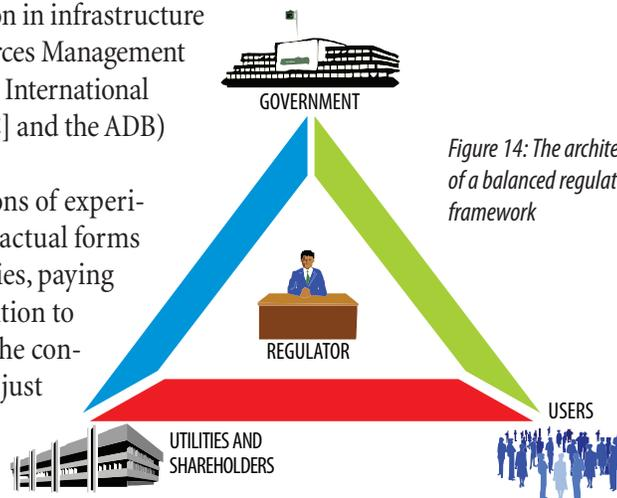 on in infrastructure
rces Management
International
] and the ADB)
ons of experi-
actual forms
ies, paying
tion to
he con-
just
GOVERNMENT
Figure 14: The archite
of a balanced regulat
framework
REGULATOR
USERS
UTILITIES AND
SHAREHOLDERS